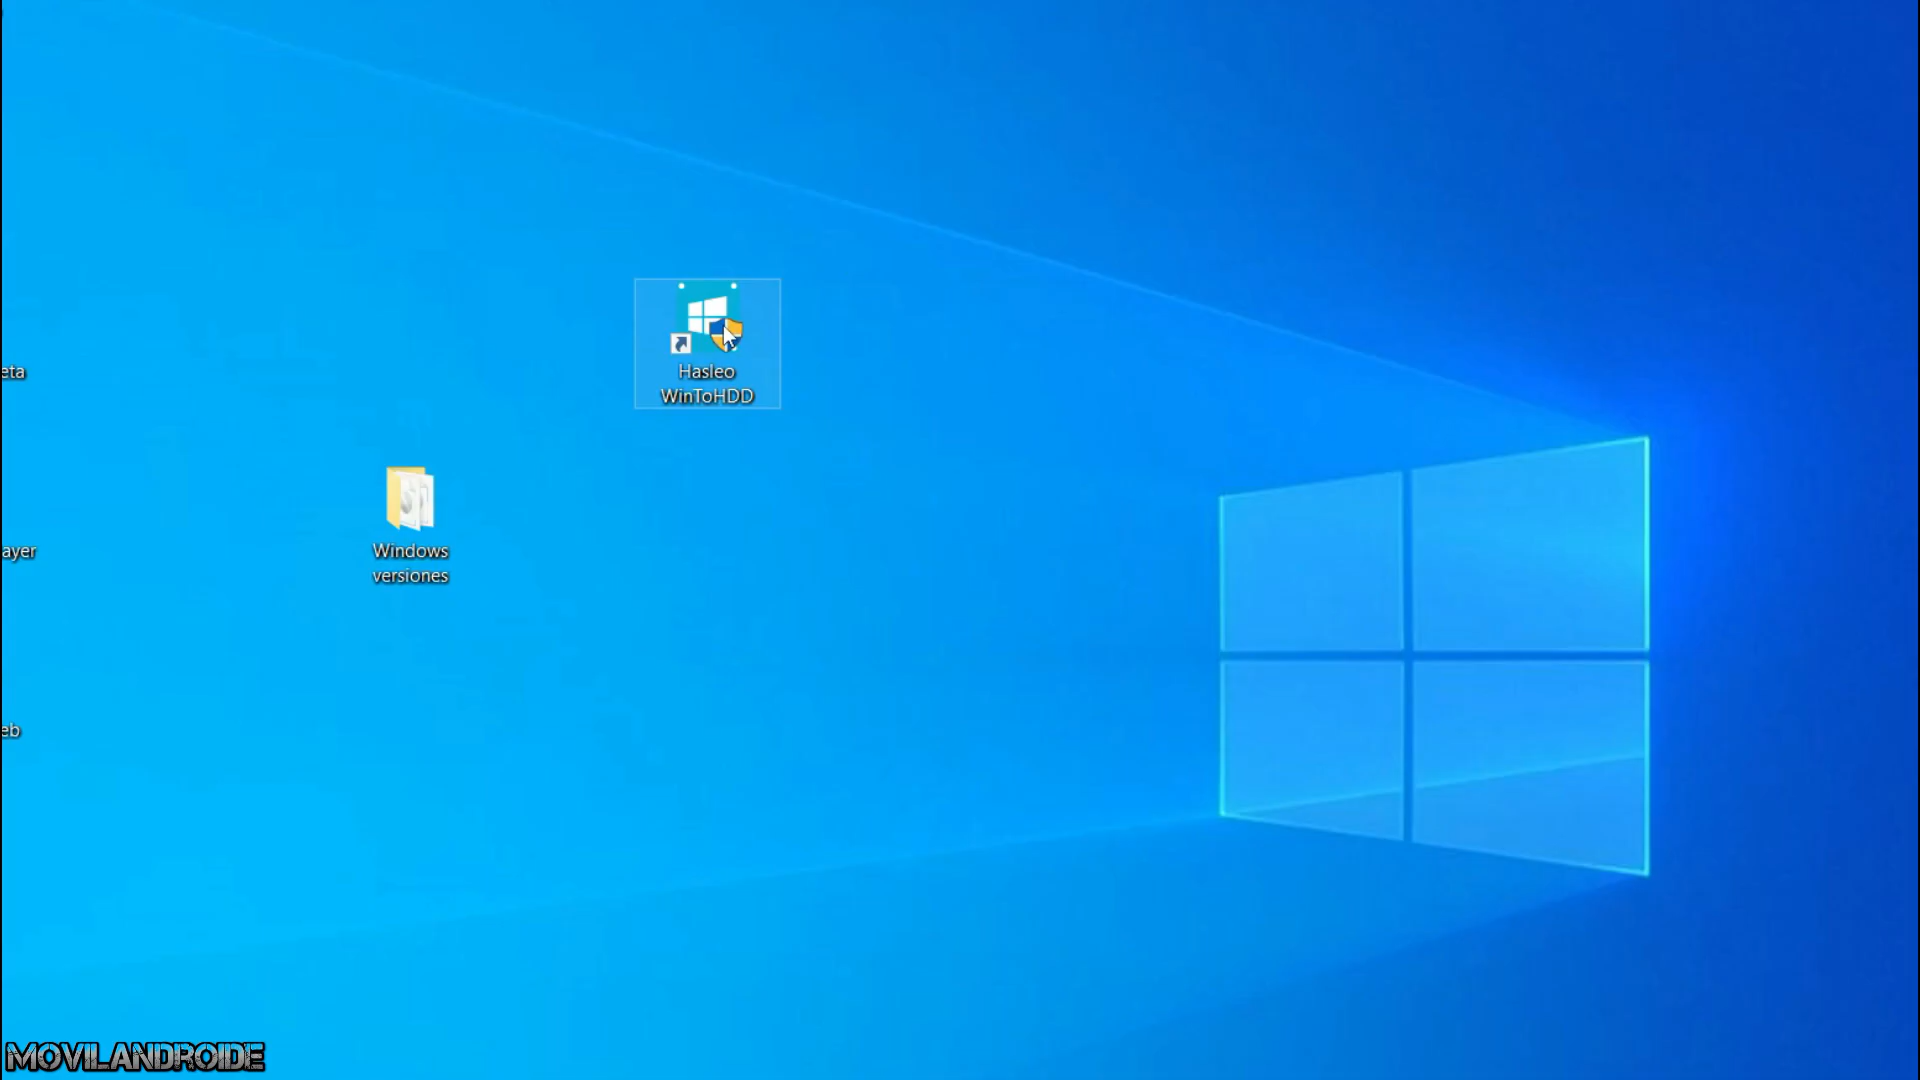 Hasleo
WinToHDD
eta
Windows
versiones
ayer
eb
MOVILANDROIDE